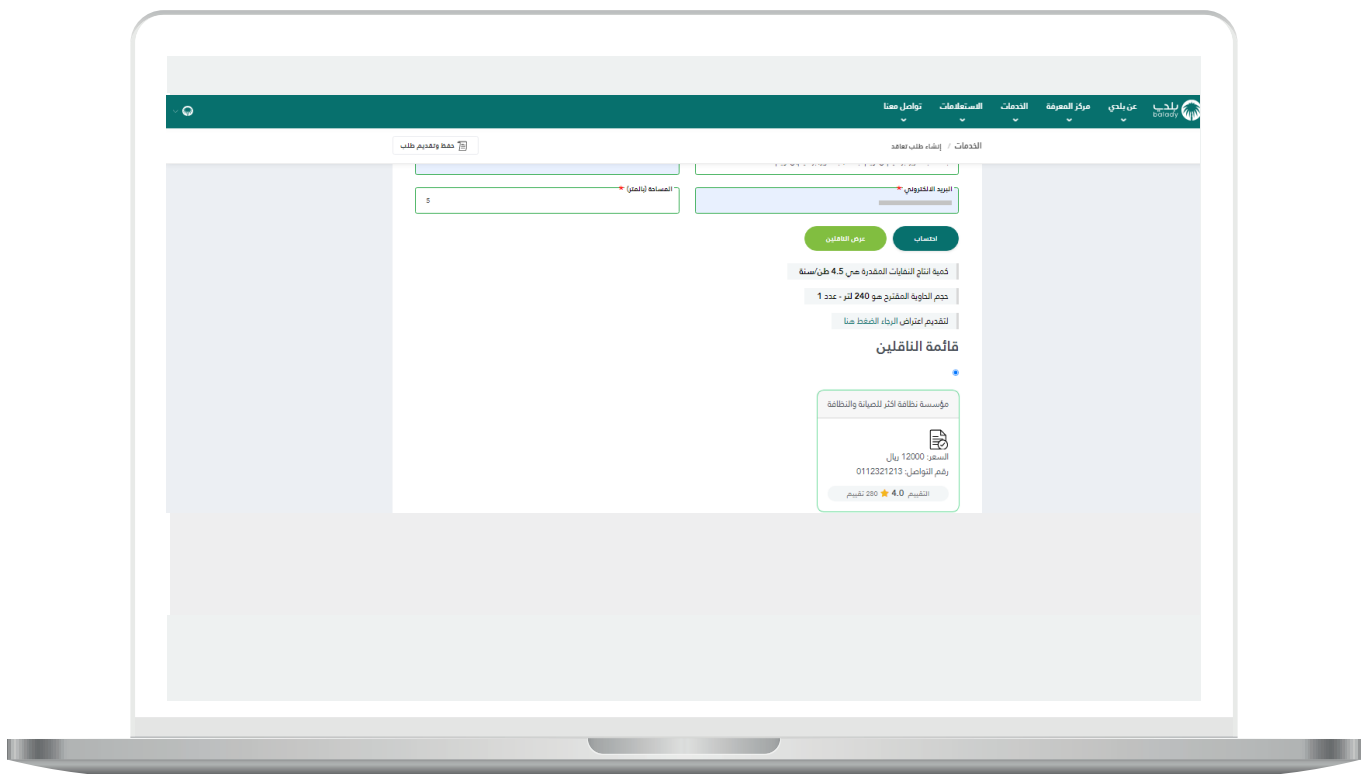 بلدي
balady
عن بلدي
مركز المعرفة
الخدمات
الاستعلامات
تواصل معنا
الخدمات / إنشاء طلب تعاقد
حفظ وتقديم طلب
البريد الالكتروني *
المساحة (بالمتر) *
5
احتساب
عرض الناقلين
كمية انتاج النفايات المقدرة هي 4.5 طن/سنة
حجم الحاوية المقترح هو 240 لتر - عدد 1
لتقديم اعتراض الرجاء الضغط هنا
قائمة الناقلين
مؤسسة نظافة اكثر للصيانة والنظافة
السعر: 12000 ريال
رقم التواصل: 0112321213
التقييم 4.0 280 تقييم